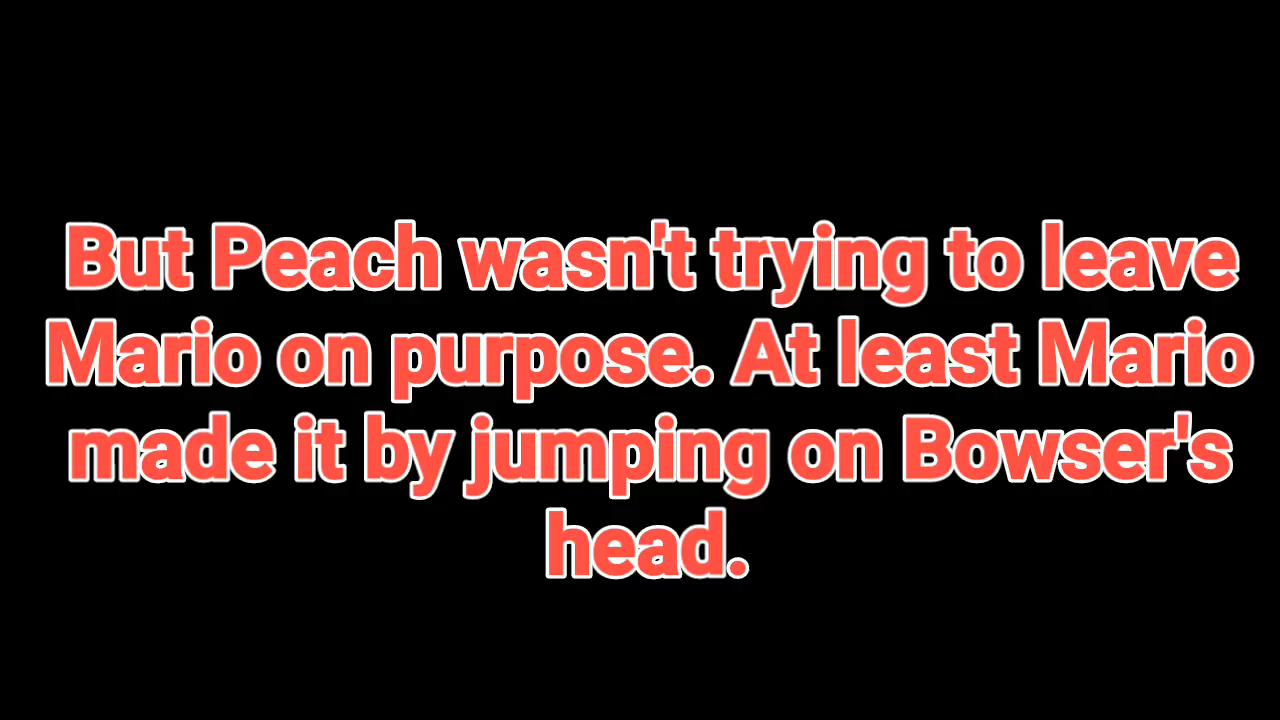 But Peach wasn't trying to leave
Mario on purpose. At least Mario
made it by jumping on Bowser's
head.